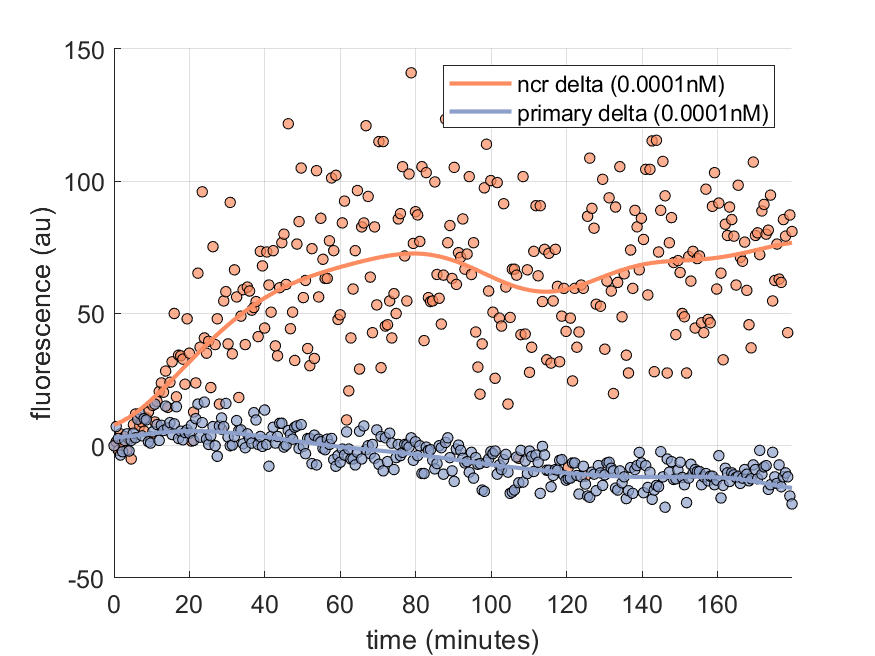 150
100
50
0
-50
0 20 40 60 80 100 120 140 160
fluorescence (au)
time (minutes)
ncr delta (0.0001nM)
primary delta (0.0001nM)